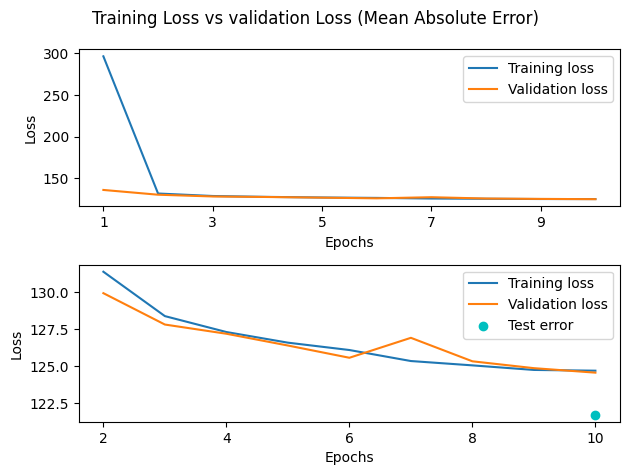 Training Loss vs validation Loss (Mean Absolute Error)
300
250
200
150
Loss
Training loss
Validation loss
1 3 5 7 9
Epochs
130.0
127.5
125.0
122.5
Loss
Training loss
Validation loss
Test error
2 4 6 8 10
Epochs